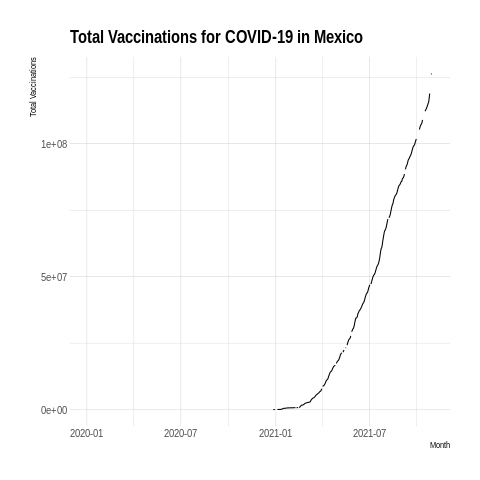 Total Vaccinations for COVID-19 in Mexico
Total Vaccinations
1e+08
5e+07
0e+00
2020-01 2020-07 2021-01 2021-07
Month